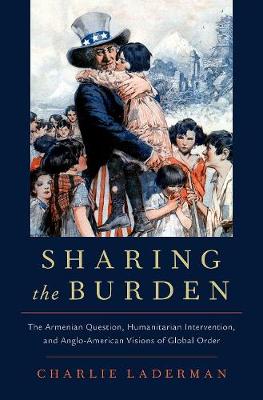 SHARING
the BURDEN
The Armenian Question, Humanitarian Intervention,
and Anglo-American Visions of Global Order
CHARLIE LADERMAN